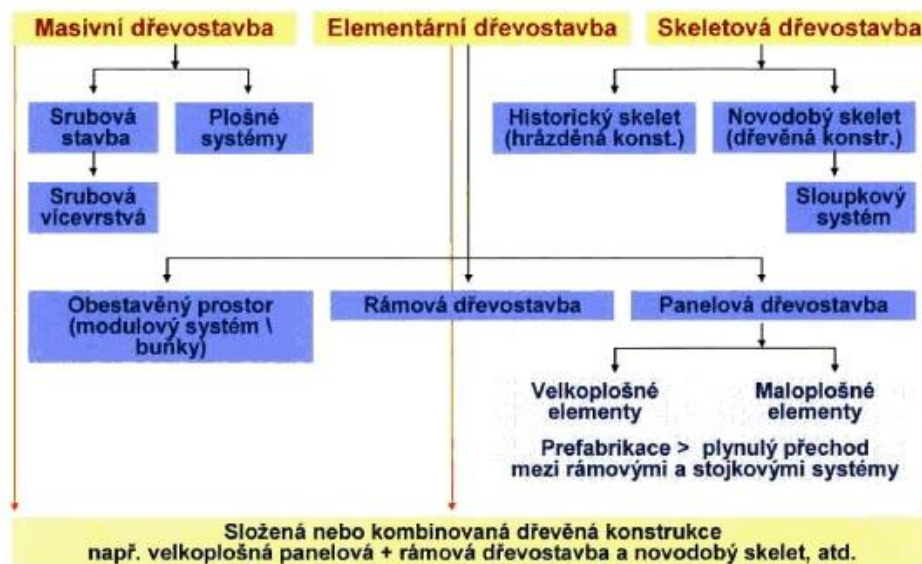 Masivní dřevostavba
Elementární dřevostavba
Skeletová dřevostavba
Srubová
stavba
Plošné
systémy
Historický skelet
(hrázděná konst.)
Novodobý skelet
(dřevěná konstr.)
Srubová
vícevrstvá
Sloupkový
systém
Obestavěný prostor
(modulový systém \
buňky)
Rámová dřevostavba
Panelová dřevostavba
Velkoplošné
elementy
Maloplošné
elementy
Prefabrikace > plynulý přechod
mezi rámovými a stojkovými systémy
Složená nebo kombinovaná dřevěná konstrukce
např. velkoplošná panelová + rámová dřevostavba a novodobý skelet, atd.